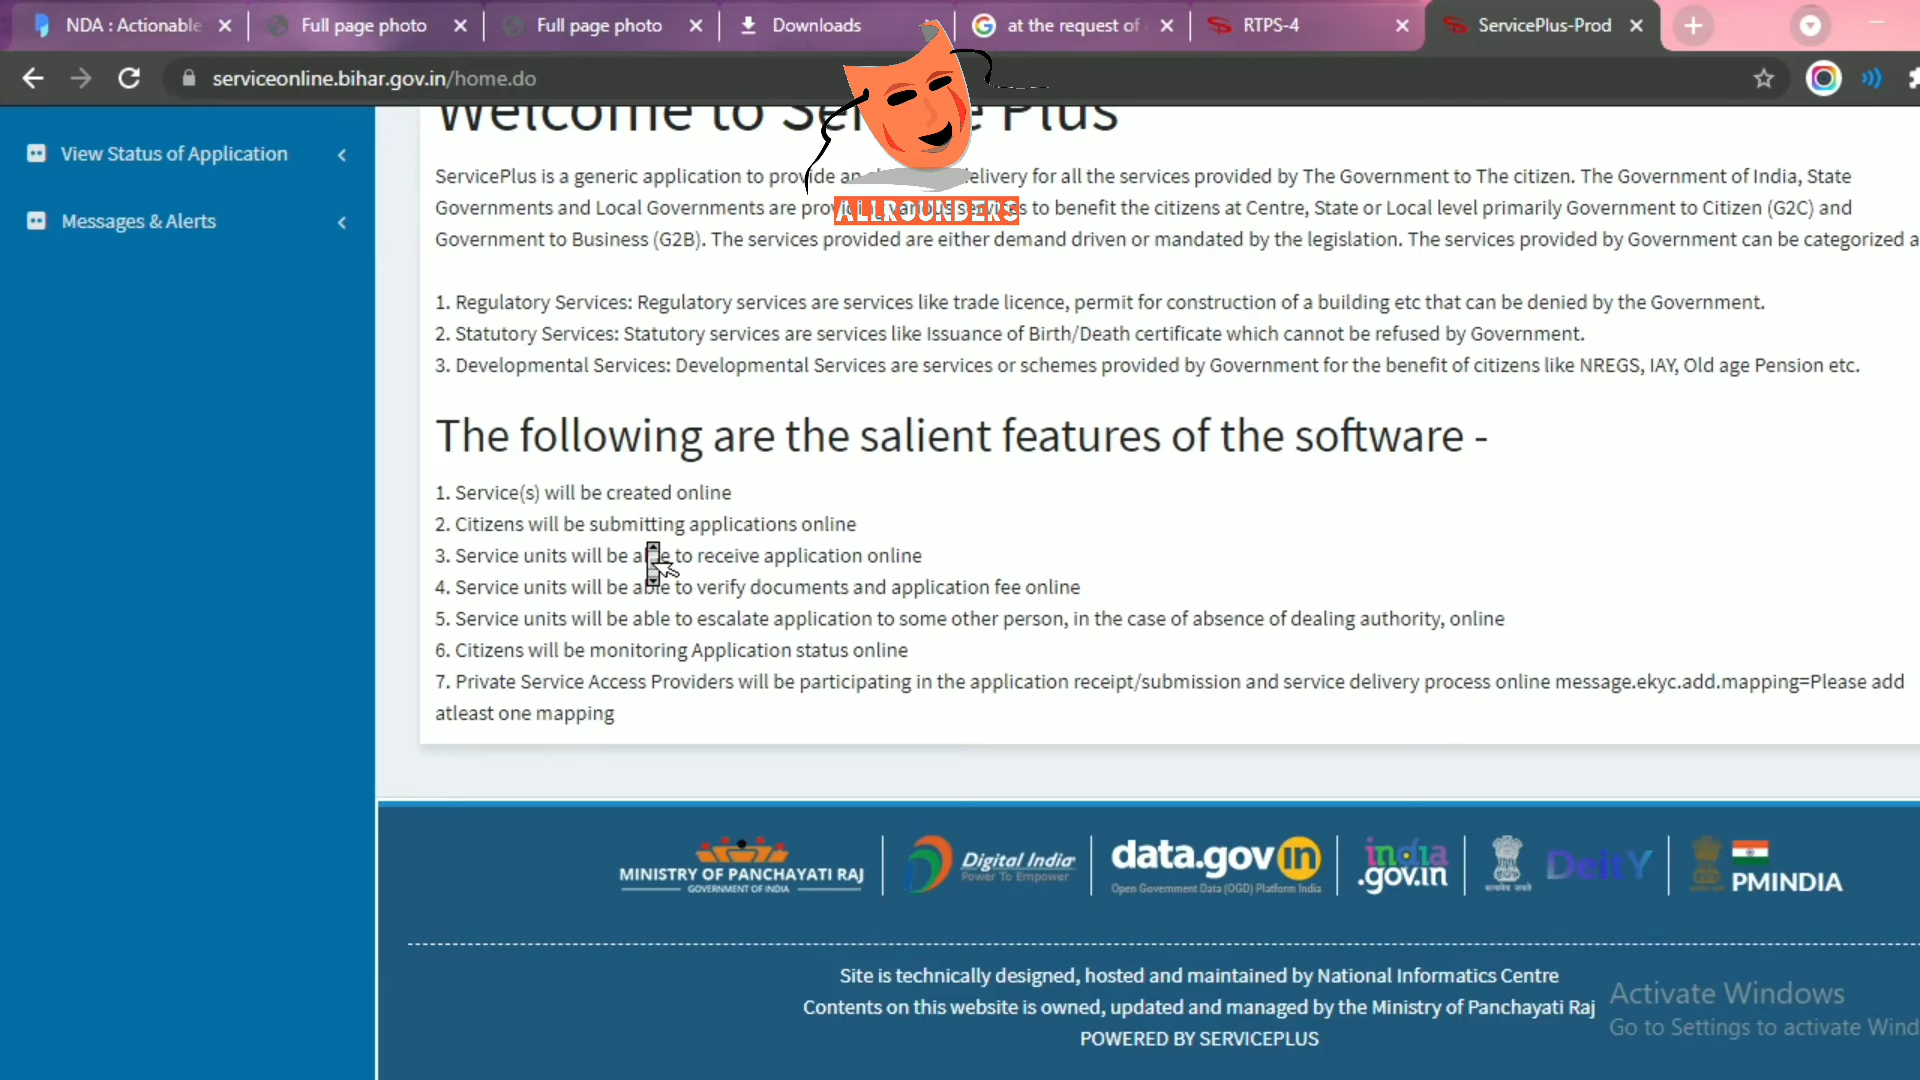 NDA : Actionable
Full page photo
Full page photo
Downloads
at the request of
RTPS-4
ServicePlus-Prod
serviceonline.bihar.gov.in/home.do
View Status of Application
Messages & Alerts
Welcome to Plus
ServicePlus is a generic application to provide an delivery for all the services provided by The Government to The citizen. The Government of India, State
Governments and Local Governments are providing various services to benefit the citizens at Centre, State or Local level primarily Government to Citizen (G2C) and
Government to Business (G2B). The services provided are either demand driven or mandated by the legislation. The services provided by Government can be categorized a
ALLROUNDERS
1. Regulatory Services: Regulatory services are services like trade licence, permit for construction of a building etc that can be denied by the Government.
2. Statutory Services: Statutory services are services like Issuance of Birth/Death certificate which cannot be refused by Government.
3. Developmental Services: Developmental Services are services or schemes provided by Government for the benefit of citizens like NREGS, IAY, Old age Pension etc.
The following are the salient features of the software -
1. Service(s) will be created online
2. Citizens will be submitting applications online
3. Service units will be able to receive application online
4. Service units will be able to verify documents and application fee online
5. Service units will be able to escalate application to some other person, in the case of absence of dealing authority, online
6. Citizens will be monitoring Application status online
7. Private Service Access Providers will be participating in the application receipt/submission and service delivery process online message.ekyc.add.mapping=Please add
atleast one mapping
MINISTRY OF PANCHAYATI RAJ
GOVERNMENT OF INDIA
Digital India
Power To Empower
data.gov in
Open Government Data (OGD) Platform India
india
.gov.in
सत्यमेव जयते
DeitY
PMINDIA
Site is technically designed, hosted and maintained by National Informatics Centre
Contents on this website is owned, updated and managed by the Ministry of Panchayati Raj
POWERED BY SERVICEPLUS
Activate Windows
Go to Settings to activate Wind